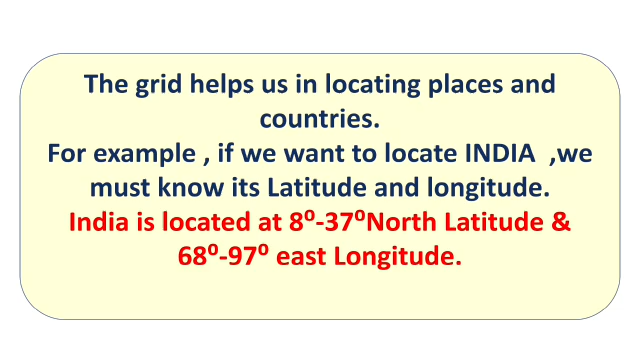 The grid helps us in locating places and
countries.
For example , if we want to locate INDIA  ,we
must know its Latitude and longitude.
India is located at 8⁰-37⁰North Latitude &
68⁰-97⁰ east Longitude.